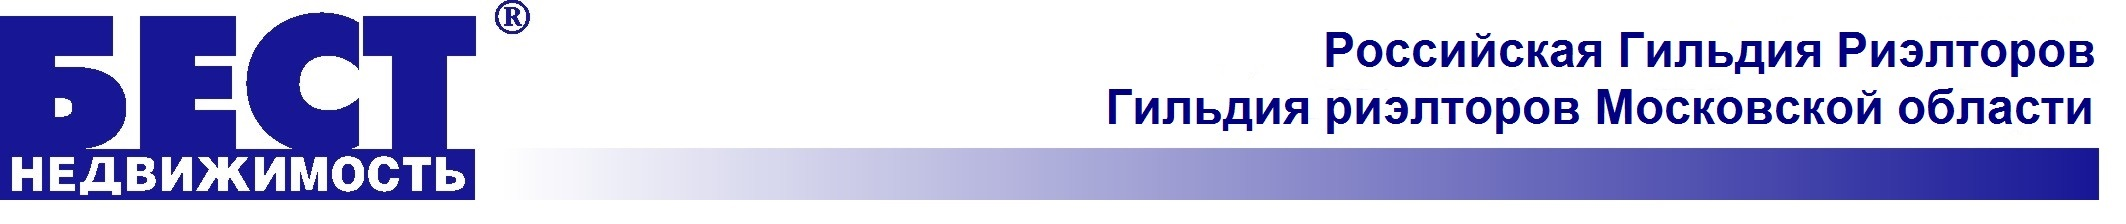 БЕСТ®
НЕДВИЖИМОСТЬ
Российская Гильдия Риэлторов
Гильдия риэлторов Московской области